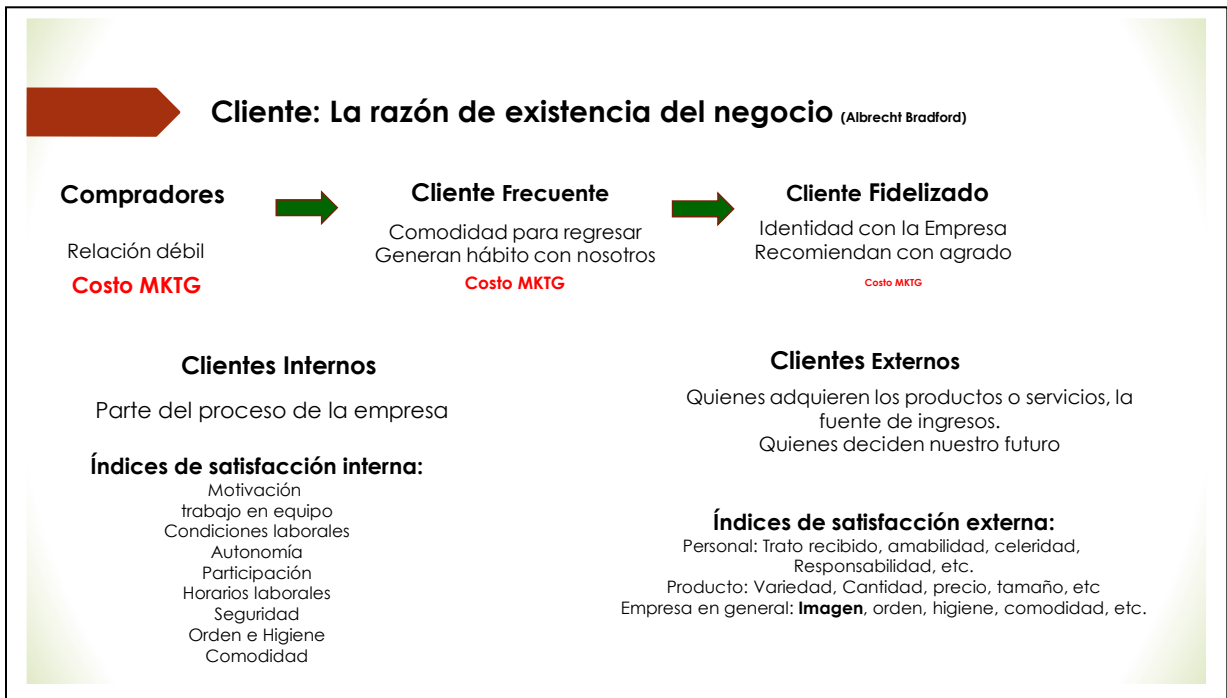 Cliente: La razón de existencia del negocio (Albrecht Bradford)
Compradores
Relación débil
Costo MKTG
Cliente Frecuente
Comodidad para regresar
Generan hábito con nosotros
Costo MKTG
Cliente Fidelizado
Identidad con la Empresa
Recomiendan con agrado
Costo MKTG
Clientes Internos
Parte del proceso de la empresa
Índices de satisfacción interna:
Motivación
trabajo en equipo
Condiciones laborales
Autonomía
Participación
Horarios laborales
Seguridad
Orden e Higiene
Comodidad
Clientes Externos
Quienes adquieren los productos o servicios, la
fuente de ingresos.
Quienes deciden nuestro futuro
Índices de satisfacción externa:
Personal: Trato recibido, amabilidad, celeridad,
Responsabilidad, etc.
Producto: Variedad, Cantidad, precio, tamaño, etc
Empresa en general: Imagen, orden, higiene, comodidad, etc.